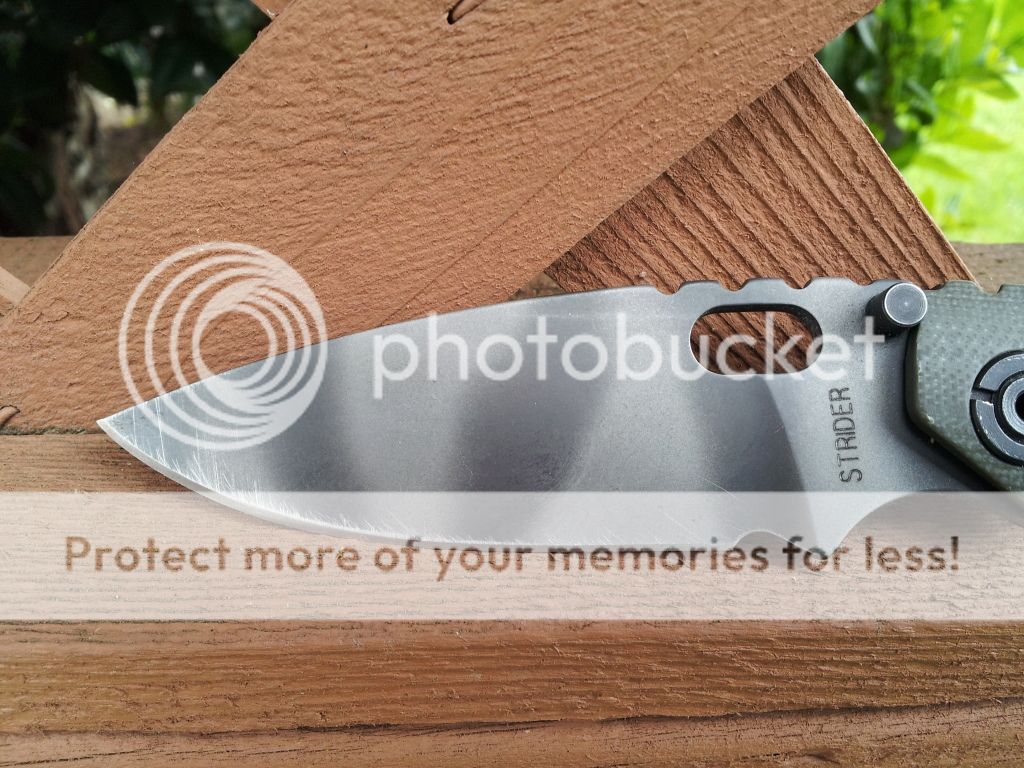 photobucket
STRIDER
Protect more of your memories for less!